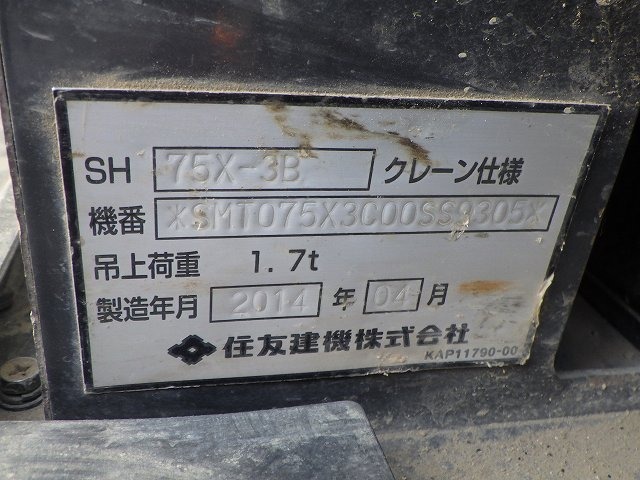 SH 75X-3B クレーン仕様
機番 *SMT075X3C00SS9305*
吊上荷重 1.7t
製造年月 2014 年 04 月
住友建機株式会社
KAP11790-00